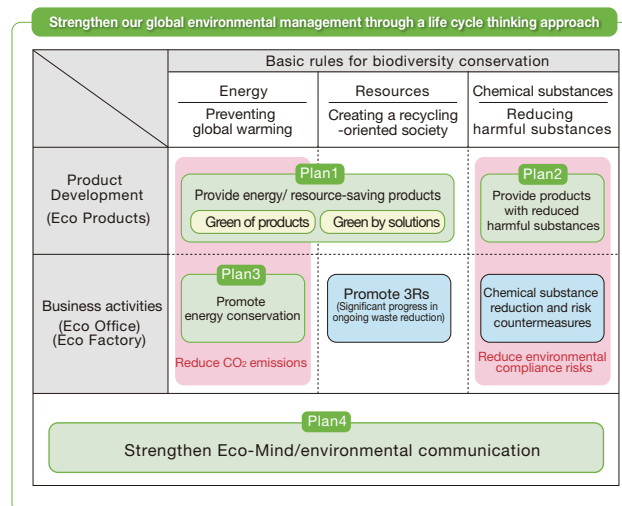 Strengthen our global environmental management through a life cycle thinking approach
Basic rules for biodiversity conservation
Energy
Preventing
global warming
Resources
Creating a recycling
-oriented society
Chemical substances
Reducing
harmful substances
Product
Development
(Eco Products)
Plan1
Provide energy/ resource-saving products
Green of products
Green by solutions
Plan2
Provide products
with reduced
harmful substances
Business activities
(Eco Office)
(Eco Factory)
Plan3
Promote
energy conservation
Reduce CO₂ emissions
Promote 3Rs
(Significant progress in
ongoing waste reduction)
Chemical substance
reduction and risk
countermeasures
Reduce environmental
compliance risks
Plan4
Strengthen Eco-Mind/environmental communication